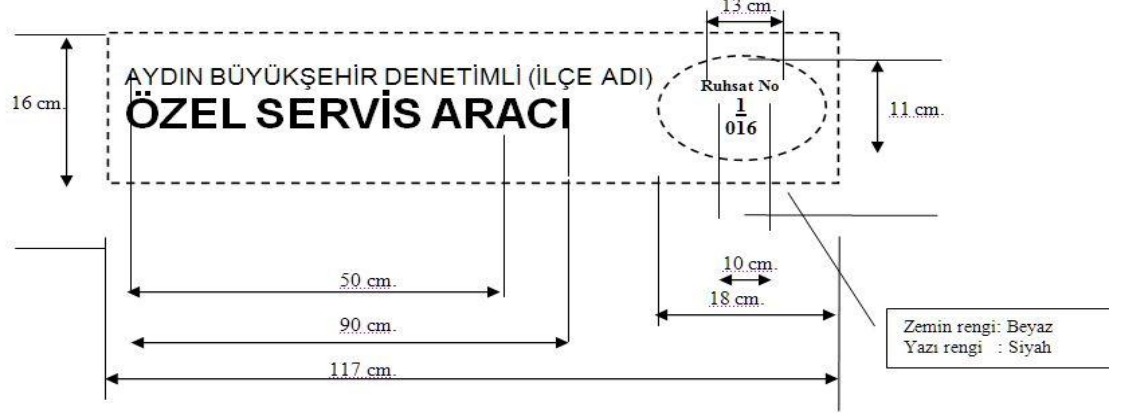 13 cm.
AYDIN BÜYÜKŞEHİR DENETİMLİ (İLÇE ADI)
ÖZEL SERVİS ARACI
Ruhsat No
1
016
16 cm.
11 cm.
10 cm.
50 cm.
18 cm.
90 cm.
117 cm.
Zemin rengi: Beyaz
Yazı rengi : Siyah